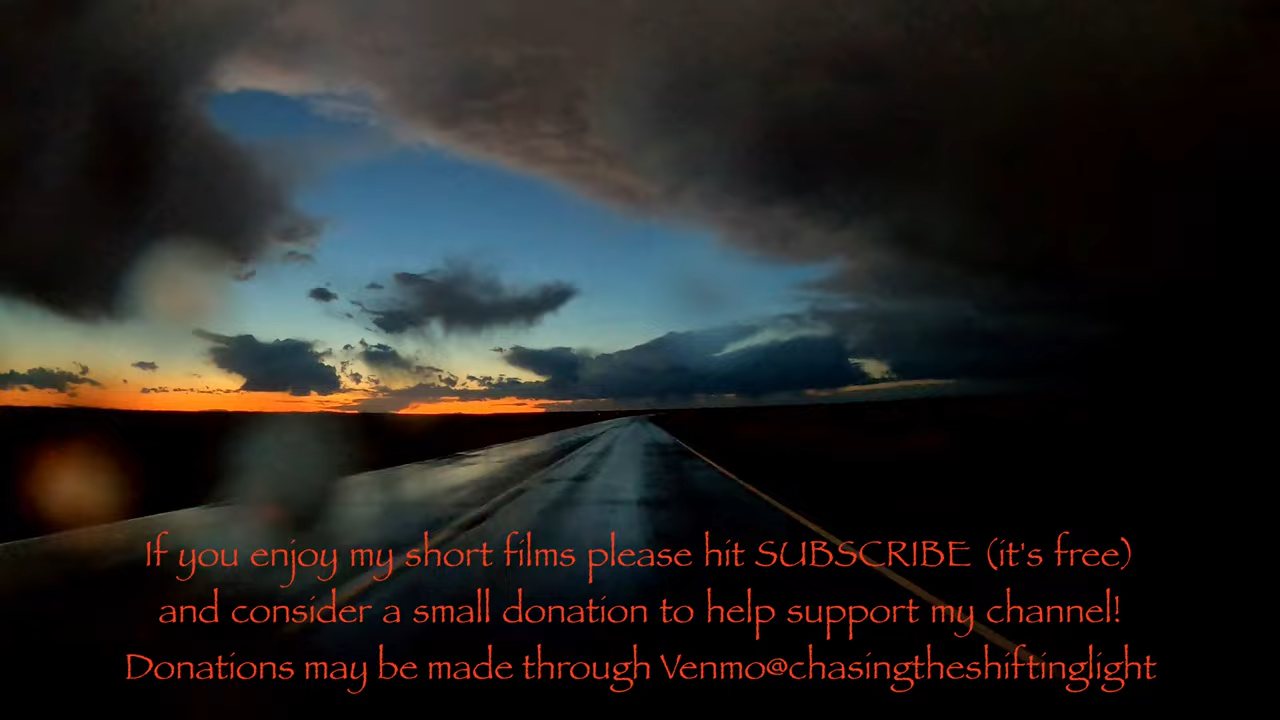 If you enjoy my short films please hit SUBSCRIBE (it's free)
and consider a small donation to help support my channel!
Donations may be made through Venmo@chasingtheshiftinglight